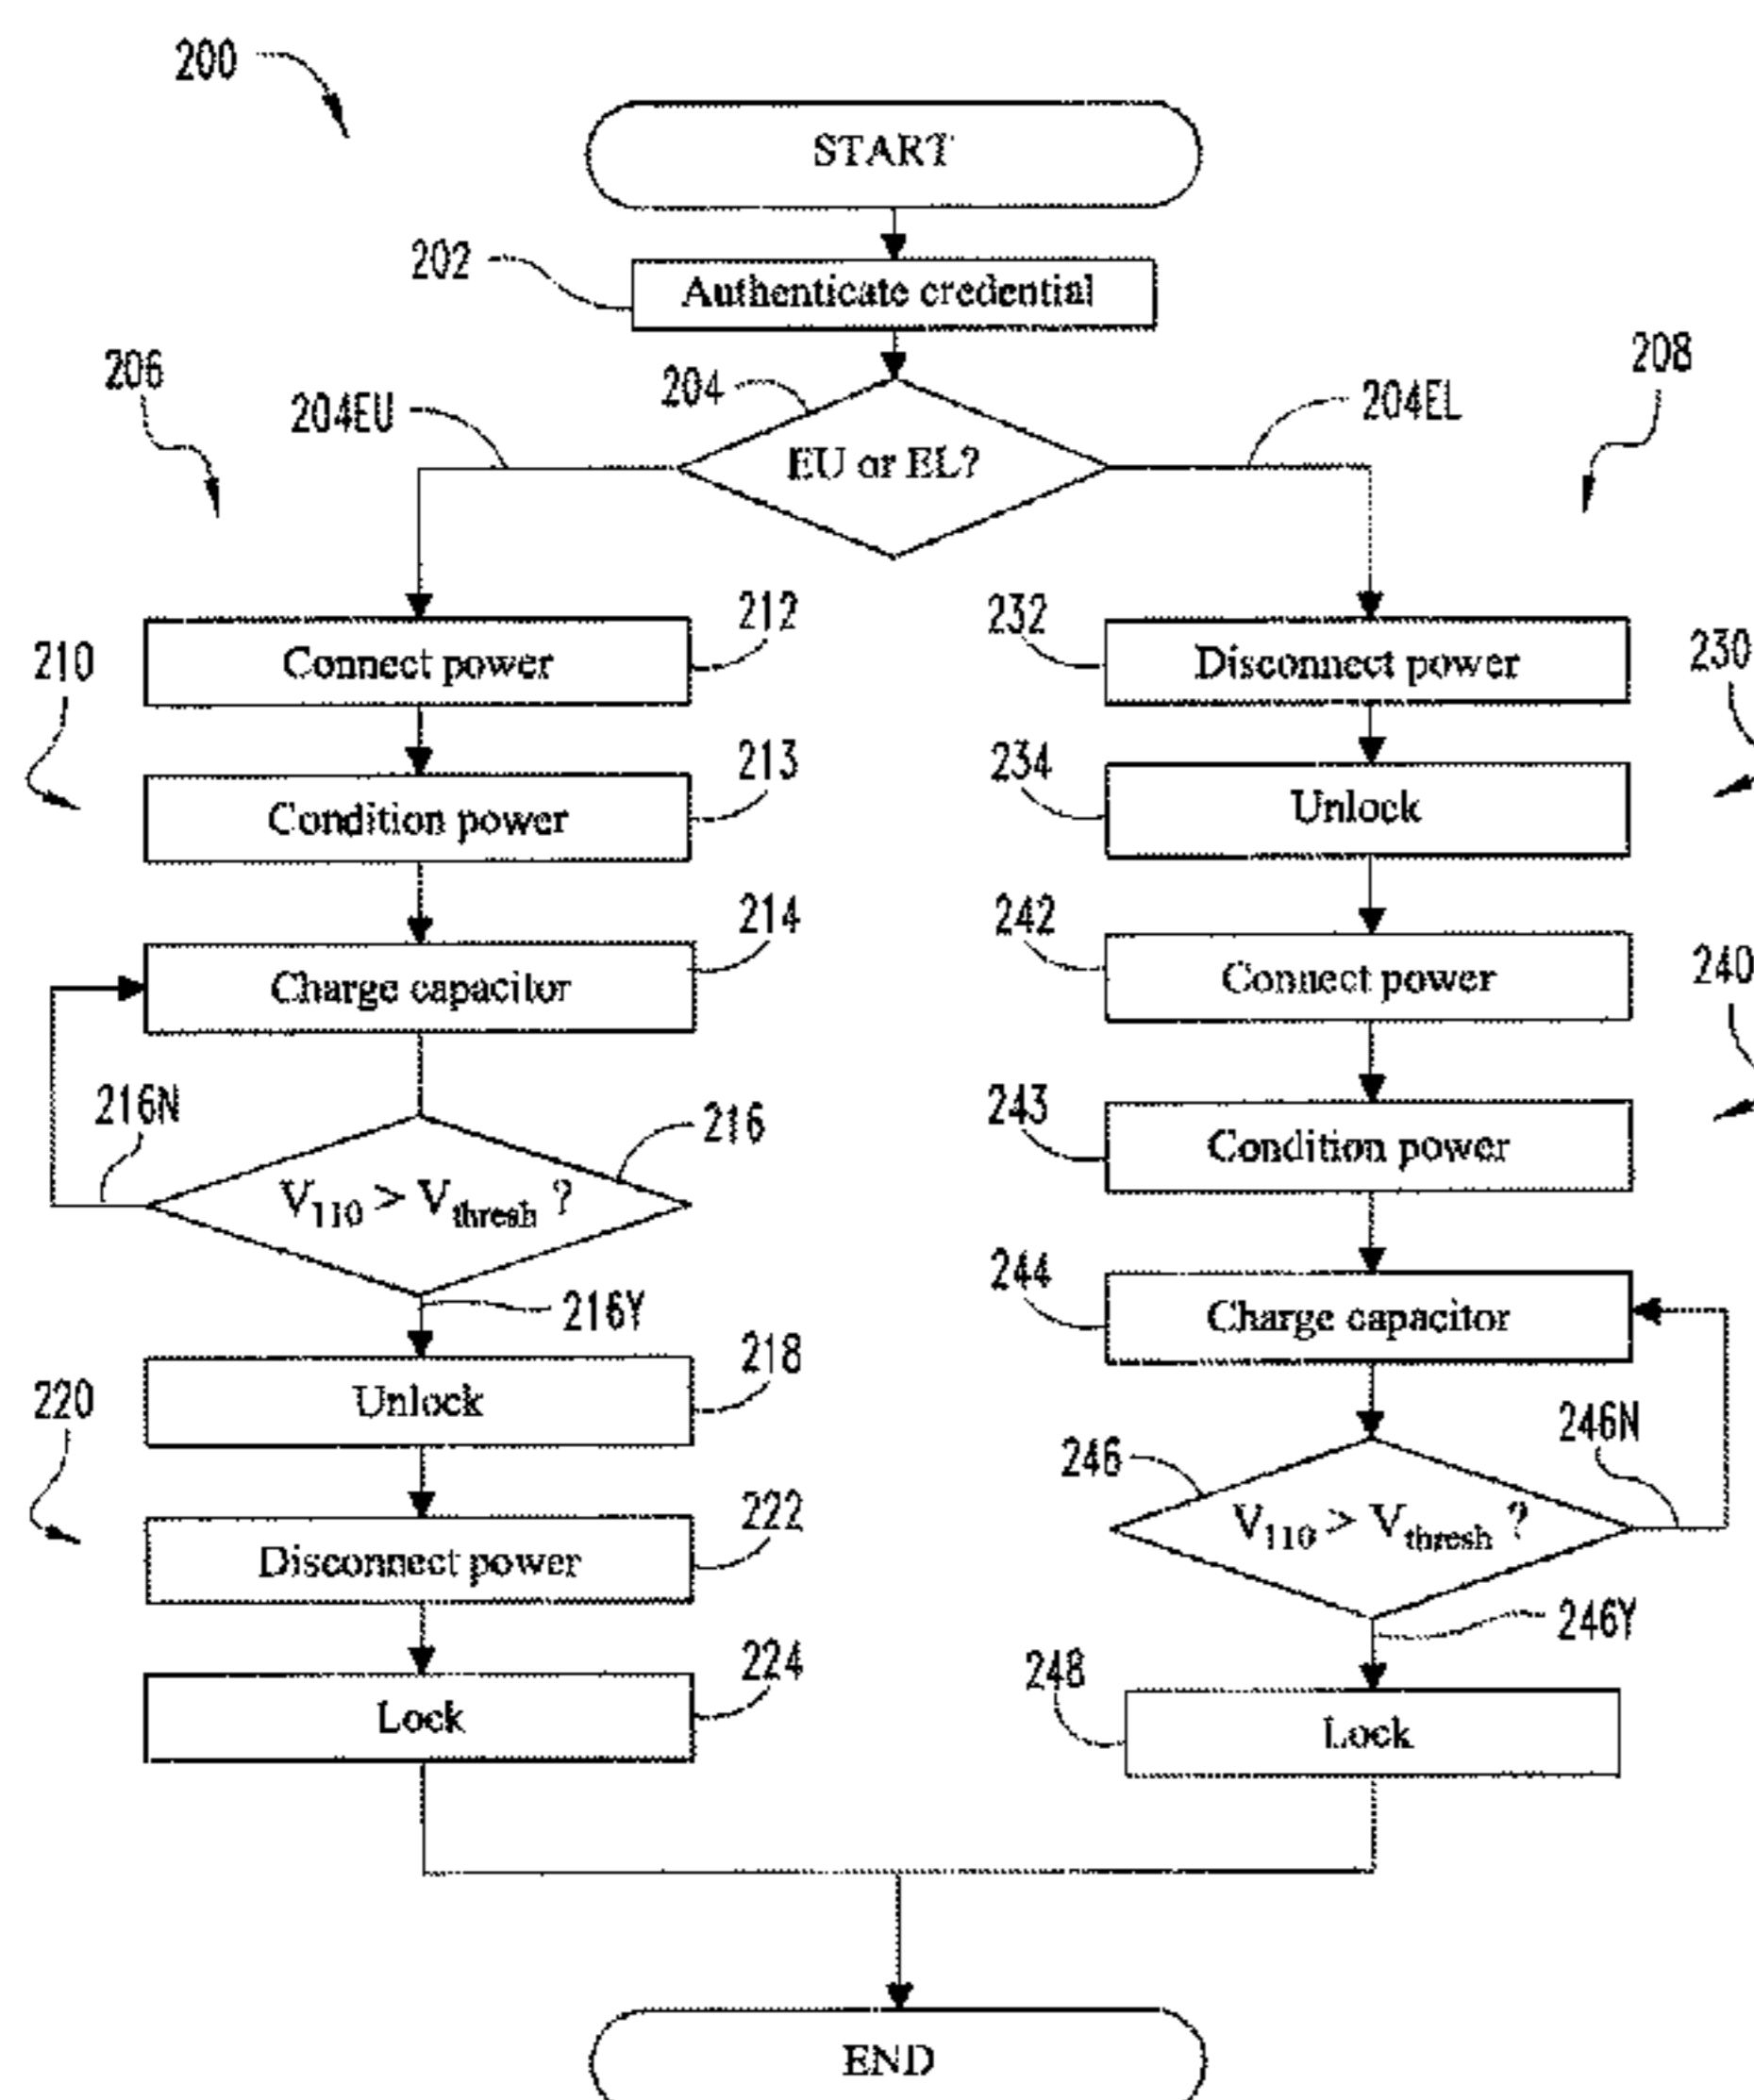 200
START
202
Authenticate credential
206
204EU
204
EU or EL?
204EL
208
210
Connect power
212
Condition power
213
Charge capacitor
214
216N
V110 > Vthresh ?
216
216Y
Unlock
218
220
Disconnect power
222
Lock
224
232
Disconnect power
230
234
Unlock
242
Connect power
240
243
Condition power
244
Charge capacitor
246
V110 > Vthresh ?
246N
246Y
248
Lock
END